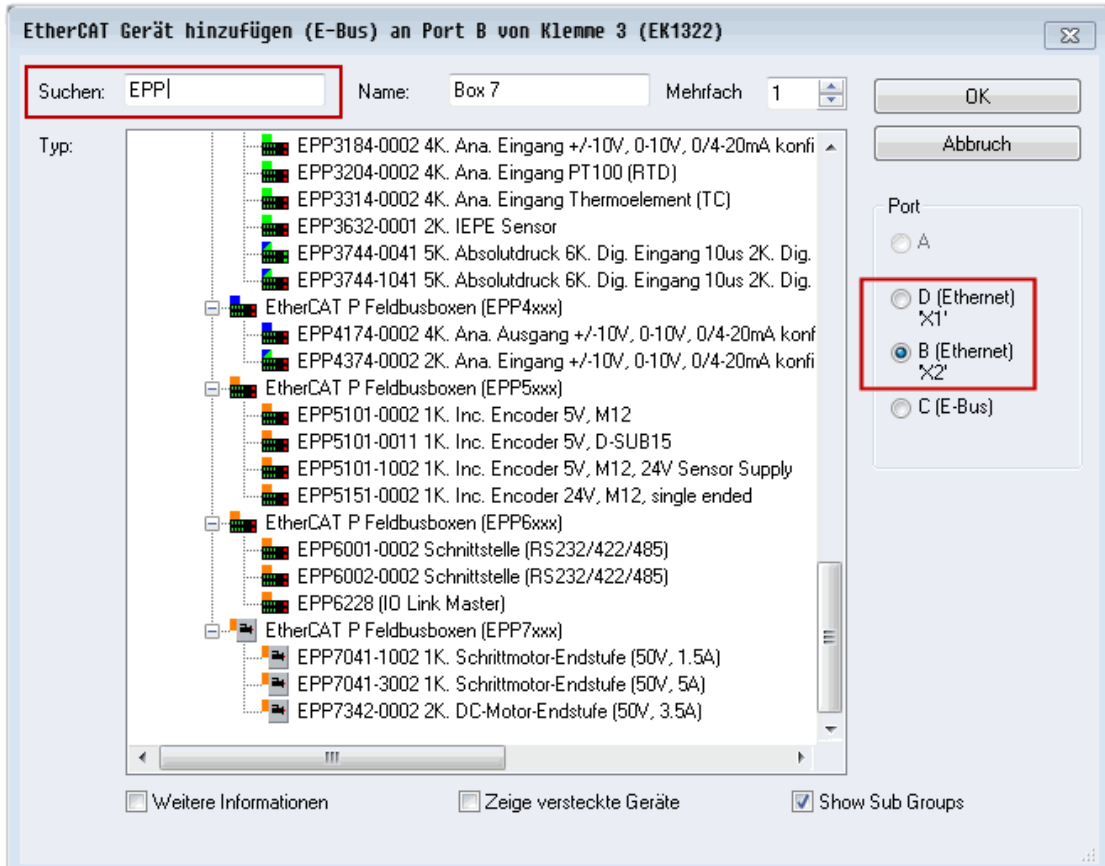 EtherCAT Gerät hinzufügen (E-Bus) an Port B von Klemme 3 (EK1322)
Suchen: EPP Name: Box 7 Mehrfach 1 OK
Abbruch
Typ:
EPP3184-0002 4K. Ana. Eingang +/-10V, 0-10V, 0/4-20mA konfi
EPP3204-0002 4K. Ana. Eingang PT100 (RTD)
EPP3314-0002 4K. Ana. Eingang Thermoelement (TC)
EPP3632-0001 2K. IEPE Sensor
EPP3744-0041 5K. Absolutdruck 6K. Dig. Eingang 10us 2K. Dig.
EPP3744-1041 5K. Absolutdruck 6K. Dig. Eingang 10us 2K. Dig.
EtherCAT P Feldbusboxen (EPP4xxx)
EPP4174-0002 4K. Ana. Ausgang +/-10V, 0-10V, 0/4-20mA konf
EPP4374-0002 2K. Ana. Eingang +/-10V, 0-10V, 0/4-20mA konfi
EtherCAT P Feldbusboxen (EPP5xxx)
EPP5101-0002 1K. Inc. Encoder 5V, M12
EPP5101-0011 1K. Inc. Encoder 5V, D-SUB15
EPP5101-1002 1K. Inc. Encoder 5V, M12, 24V Sensor Supply
EPP5151-0002 1K. Inc. Encoder 24V, M12, single ended
EtherCAT P Feldbusboxen (EPP6xxx)
EPP6001-0002 Schnittstelle (RS232/422/485)
EPP6002-0002 Schnittstelle (RS232/422/485)
EPP6228 (IO Link Master)
EtherCAT P Feldbusboxen (EPP7xxx)
EPP7041-1002 1K. Schrittmotor-Endstufe (50V, 1.5A)
EPP7041-3002 1K. Schrittmotor-Endstufe (50V, 5A)
EPP7342-0002 2K. DC-Motor-Endstufe (50V, 3.5A)
Port
A
D (Ethernet)
'X1'
B (Ethernet)
'X2'
C (E-Bus)
Weitere Informationen Zeige versteckte Geräte Show Sub Groups